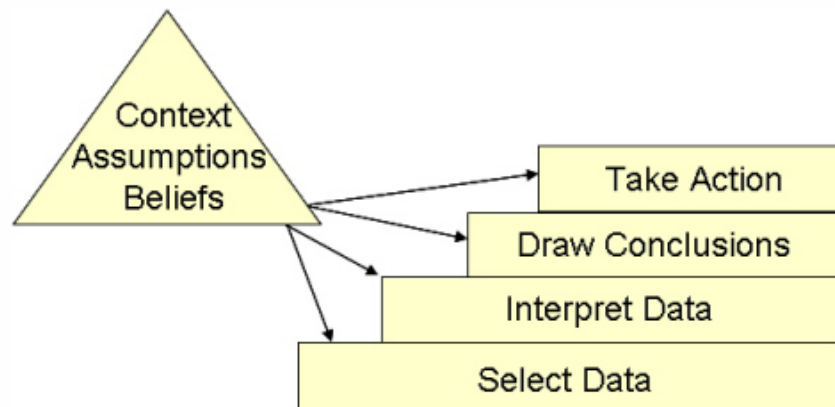 Context
Assumptions
Beliefs
Take Action
Draw Conclusions
Interpret Data
Select Data